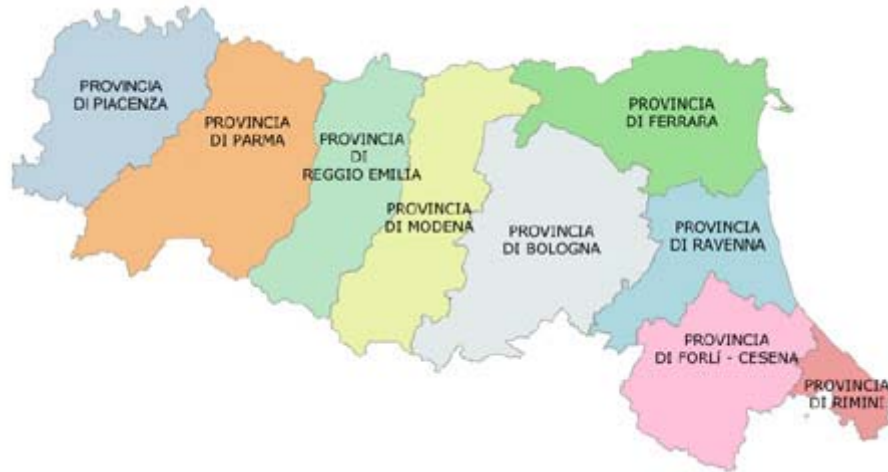 PROVINCIA
DI PIACENZA
PROVINCIA
DI PARMA
PROVINCIA
DI
REGGIO EMILIA
PROVINCIA
DI MODENA
PROVINCIA
DI BOLOGNA
PROVINCIA
DI FERRARA
PROVINCIA
DI RAVENNA
PROVINCIA
DI FORLÍ - CESENA
PROVINCIA
DI RIMINI